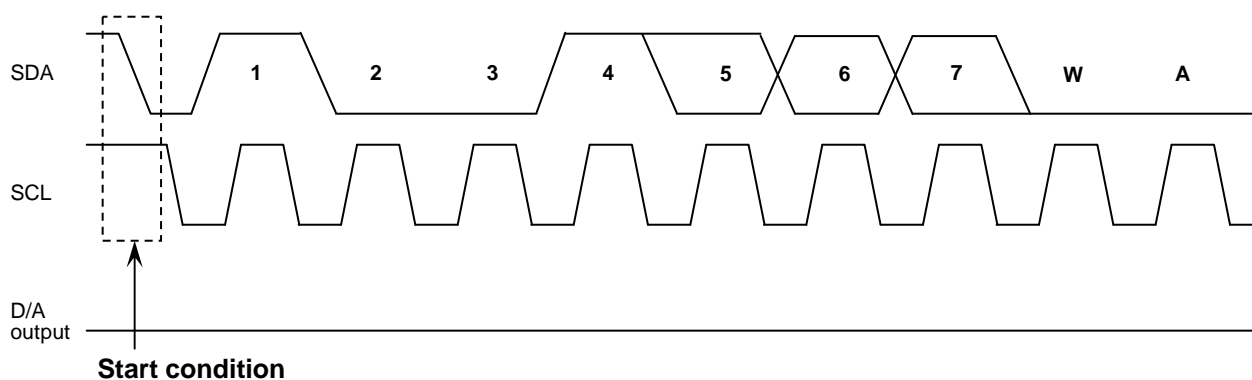 SDA 1 2 3 4 5 6 7 W A
SCL
D/A
output
Start condition